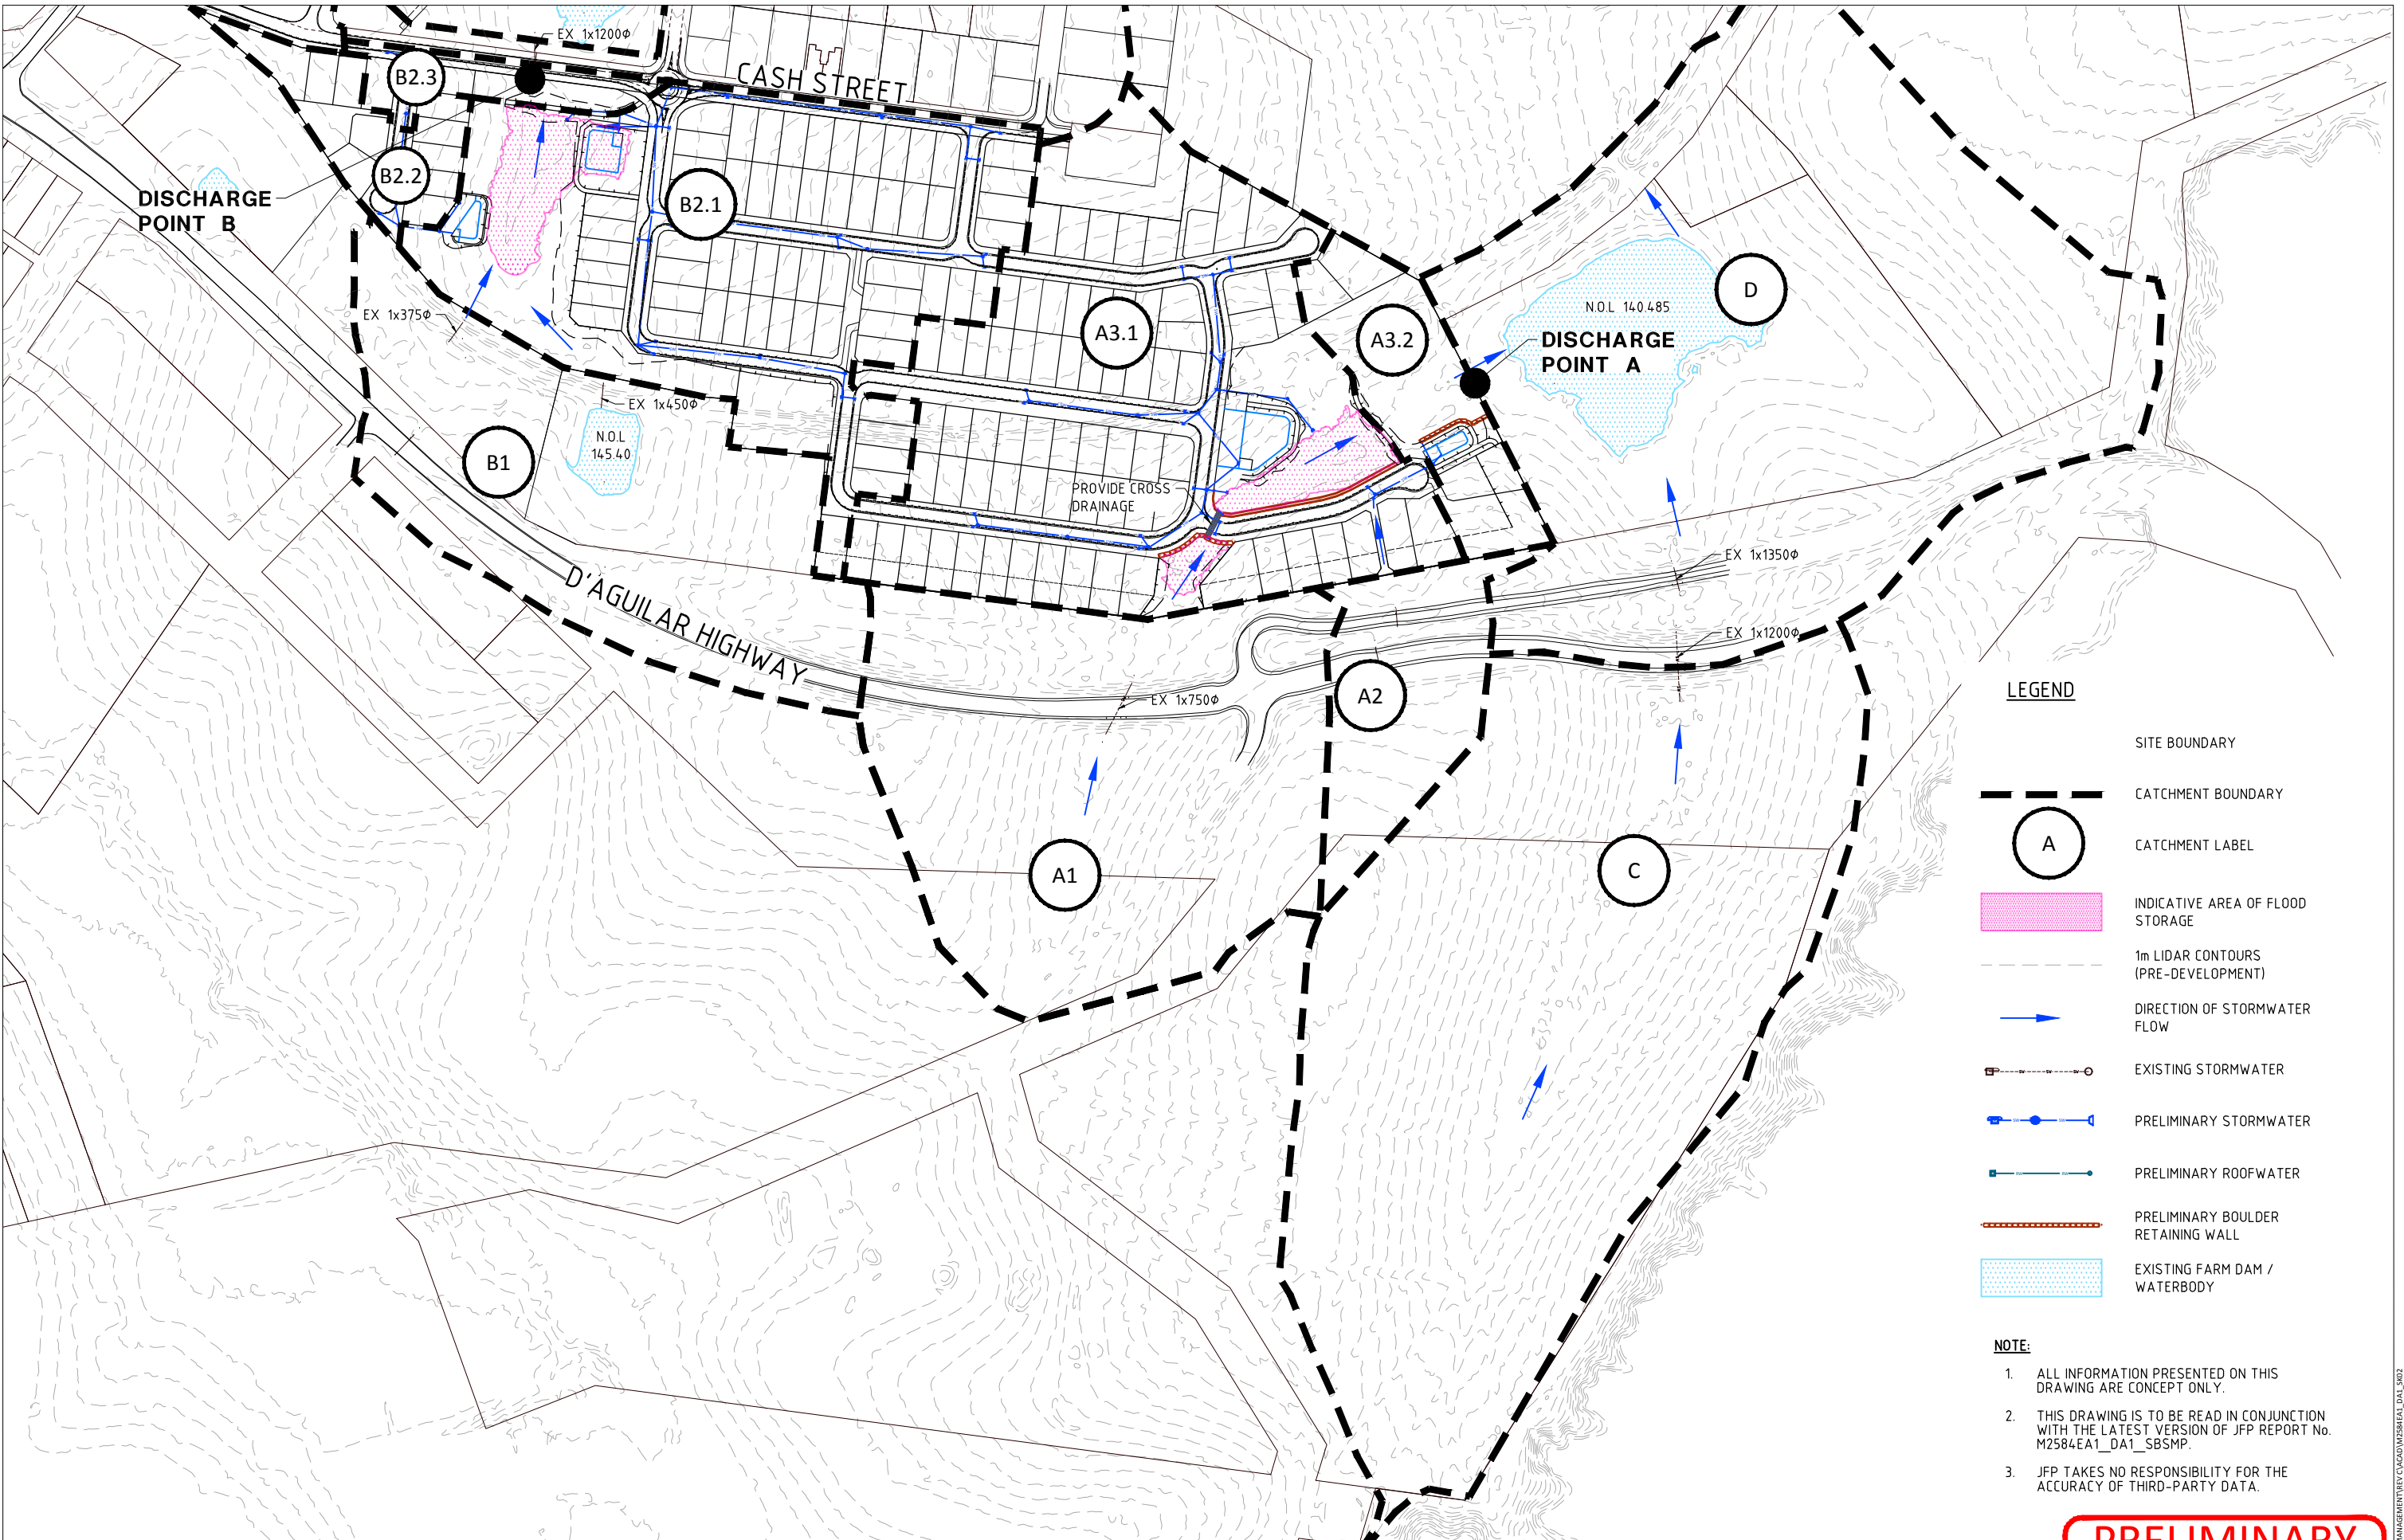 EX 1x1200ϕ
CASH STREET
B2.3
B2.2
DISCHARGE
POINT B
B2.1
EX 1x375ϕ
EX 1x450ϕ
N.O.L
145.40
B1
A3.1
A3.2
N.O.L 140.485
D
DISCHARGE
POINT A
PROVIDE CROSS
DRAINAGE
D'AGUILAR HIGHWAY
EX 1x1350ϕ
EX 1x1200ϕ
EX 1x750ϕ
A2
A1
C
LEGEND
SITE BOUNDARY
CATCHMENT BOUNDARY
A
CATCHMENT LABEL
INDICATIVE AREA OF FLOOD
STORAGE
1m LIDAR CONTOURS
(PRE-DEVELOPMENT)
DIRECTION OF STORMWATER
FLOW
EXISTING STORMWATER
PRELIMINARY STORMWATER
PRELIMINARY ROOFWATER
PRELIMINARY BOULDER
RETAINING WALL
EXISTING FARM DAM /
WATERBODY
NOTE:
1. ALL INFORMATION PRESENTED ON THIS
DRAWING ARE CONCEPT ONLY.
2. THIS DRAWING IS TO BE READ IN CONJUNCTION
WITH THE LATEST VERSION OF JFP REPORT No.
M2584EA1_DA1_SBSMP.
3. JFP TAKES NO RESPONSIBILITY FOR THE
ACCURACY OF THIRD-PARTY DATA.
PRELIMINARY